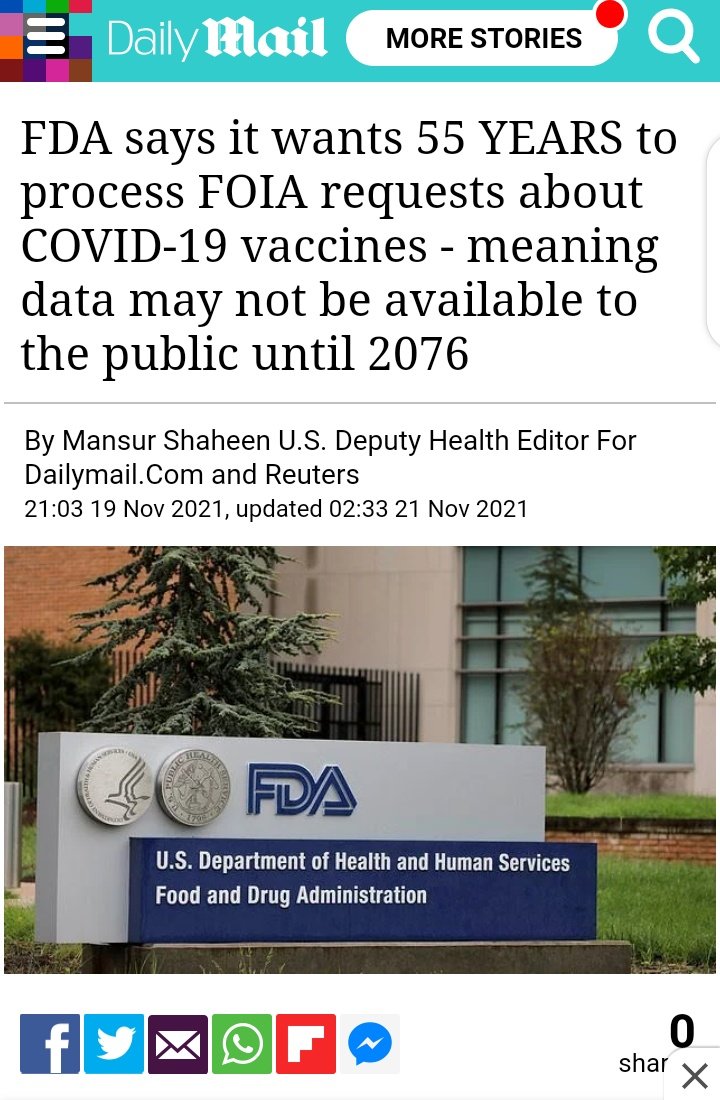 Daily Mail
MORE STORIES
FDA says it wants 55 YEARS to
process FOIA requests about
COVID-19 vaccines - meaning
data may not be available to
the public until 2076
By Mansur Shaheen U.S. Deputy Health Editor For
Dailymail.Com and Reuters
21:03 19 Nov 2021, updated 02:33 21 Nov 2021
FDA
U.S. Department of Health and Human Services
Food and Drug Administration
0